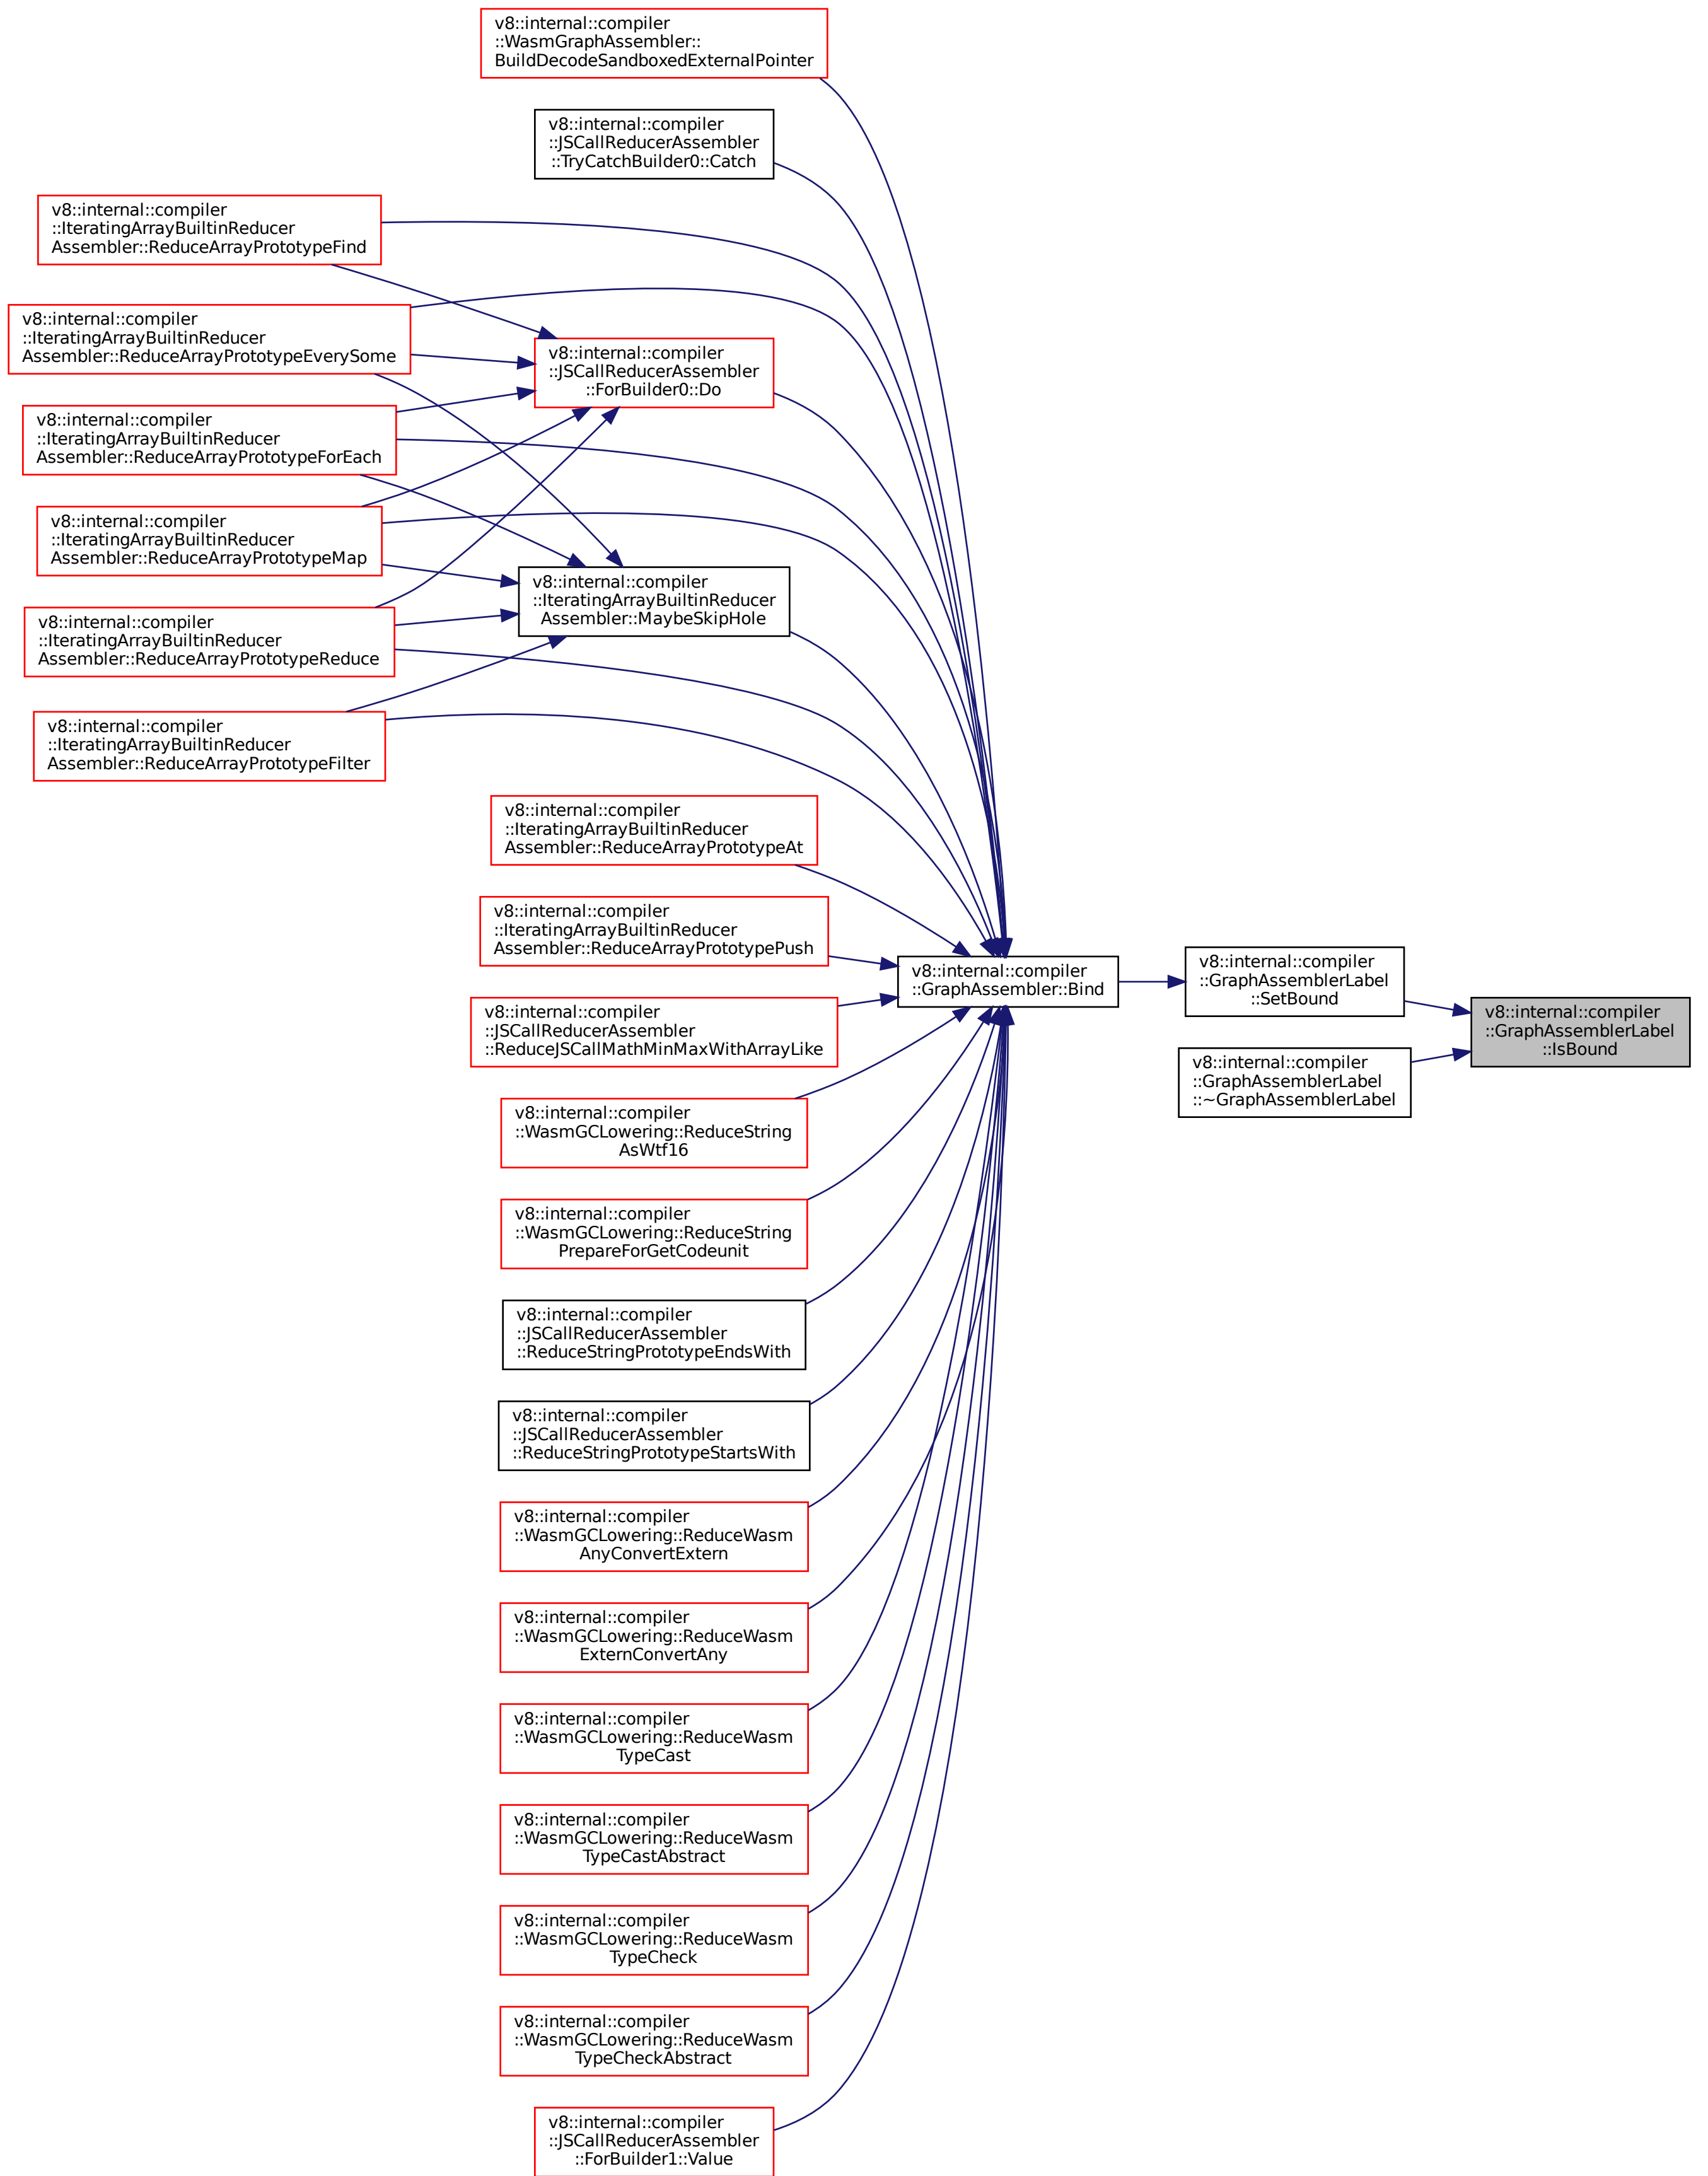 v8::internal::compiler
::WasmGraphAssembler::
BuildDecodeSandboxedExternalPointer
v8::internal::compiler
::JSCallReducerAssembler
::TryCatchBuilder0::Catch
v8::internal::compiler
::IteratingArrayBuiltinReducer
Assembler::ReduceArrayPrototypeFind
v8::internal::compiler
::IteratingArrayBuiltinReducer
Assembler::ReduceArrayPrototypeEverySome
v8::internal::compiler
::JSCallReducerAssembler
::ForBuilder0::Do
v8::internal::compiler
::IteratingArrayBuiltinReducer
Assembler::ReduceArrayPrototypeForEach
v8::internal::compiler
::IteratingArrayBuiltinReducer
Assembler::ReduceArrayPrototypeMap
v8::internal::compiler
::IteratingArrayBuiltinReducer
Assembler::MaybeSkipHole
v8::internal::compiler
::IteratingArrayBuiltinReducer
Assembler::ReduceArrayPrototypeReduce
v8::internal::compiler
::IteratingArrayBuiltinReducer
Assembler::ReduceArrayPrototypeFilter
v8::internal::compiler
::IteratingArrayBuiltinReducer
Assembler::ReduceArrayPrototypeAt
v8::internal::compiler
::IteratingArrayBuiltinReducer
Assembler::ReduceArrayPrototypePush
v8::internal::compiler
::GraphAssembler::Bind
v8::internal::compiler
::GraphAssemblerLabel
::SetBound
v8::internal::compiler
::GraphAssemblerLabel
::IsBound
v8::internal::compiler
::GraphAssemblerLabel
::~GraphAssemblerLabel
v8::internal::compiler
::JSCallReducerAssembler
::ReduceJSCallMathMinMaxWithArrayLike
v8::internal::compiler
::WasmGCLowering::ReduceString
AsWtf16
v8::internal::compiler
::WasmGCLowering::ReduceString
PrepareForGetCodeunit
v8::internal::compiler
::JSCallReducerAssembler
::ReduceStringPrototypeEndsWith
v8::internal::compiler
::JSCallReducerAssembler
::ReduceStringPrototypeStartsWith
v8::internal::compiler
::WasmGCLowering::ReduceWasm
AnyConvertExtern
v8::internal::compiler
::WasmGCLowering::ReduceWasm
ExternConvertAny
v8::internal::compiler
::WasmGCLowering::ReduceWasm
TypeCast
v8::internal::compiler
::WasmGCLowering::ReduceWasm
TypeCastAbstract
v8::internal::compiler
::WasmGCLowering::ReduceWasm
TypeCheck
v8::internal::compiler
::WasmGCLowering::ReduceWasm
TypeCheckAbstract
v8::internal::compiler
::JSCallReducerAssembler
::ForBuilder1::Value